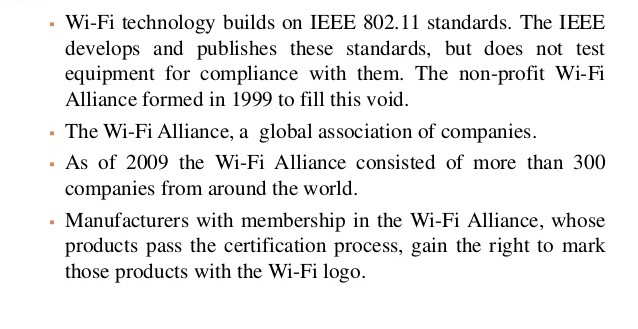 ▪ Wi-Fi technology builds on IEEE 802.11 standards. The IEEE
develops and publishes these standards, but does not test
equipment for compliance with them. The non-profit Wi-Fi
Alliance formed in 1999 to fill this void.
▪ The Wi-Fi Alliance, a global association of companies.
▪ As of 2009 the Wi-Fi Alliance consisted of more than 300
companies from around the world.
▪ Manufacturers with membership in the Wi-Fi Alliance, whose
products pass the certification process, gain the right to mark
those products with the Wi-Fi logo.